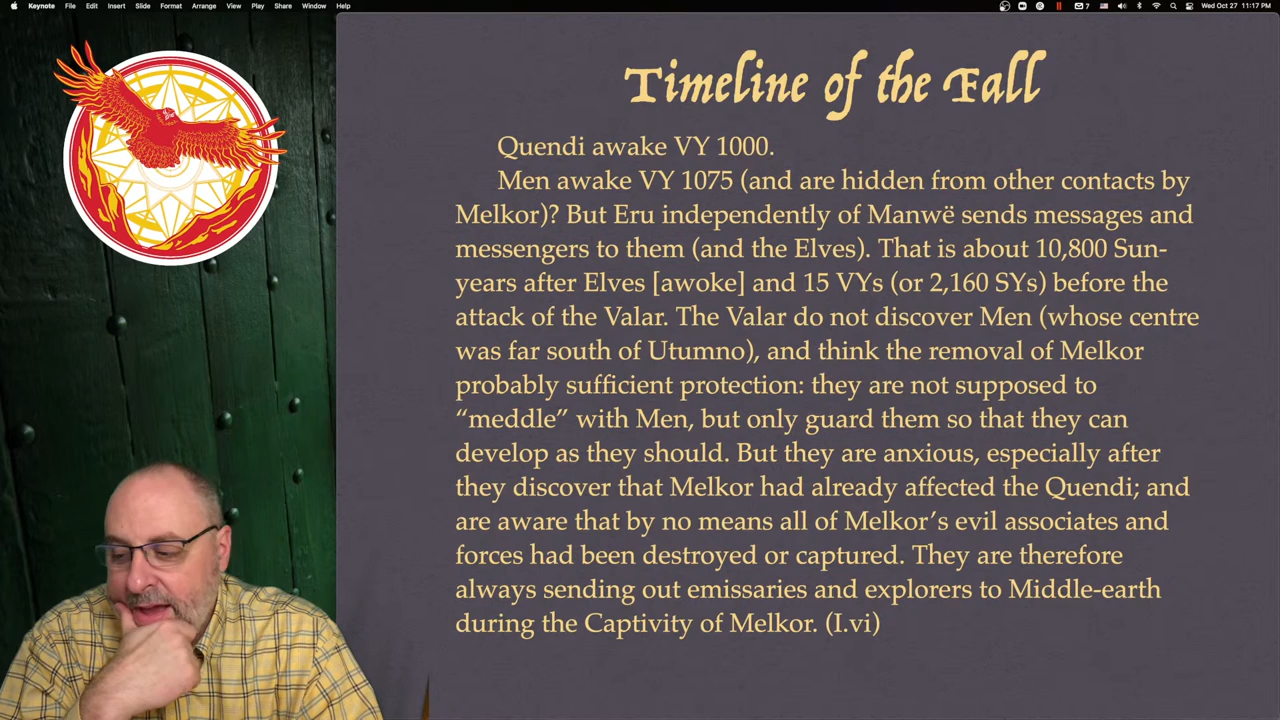 Keynote File Edit Insert Slide Format Arrange View Play Share Window Help 7 Wed Oct 27 11:17 PM
Timeline of the Fall
Quendi awake VY 1000.
Men awake VY 1075 (and are hidden from other contacts by
Melkor)? But Eru independently of Manwë sends messages and
messengers to them (and the Elves). That is about 10,800 Sun-
years after Elves [awoke] and 15 VYs (or 2,160 SYs) before the
attack of the Valar. The Valar do not discover Men (whose centre
was far south of Utumno), and think the removal of Melkor
probably sufficient protection: they are not supposed to
“meddle” with Men, but only guard them so that they can
develop as they should. But they are anxious, especially after
they discover that Melkor had already affected the Quendi; and
are aware that by no means all of Melkor’s evil associates and
forces had been destroyed or captured. They are therefore
always sending out emissaries and explorers to Middle-earth
during the Captivity of Melkor. (I.vi)